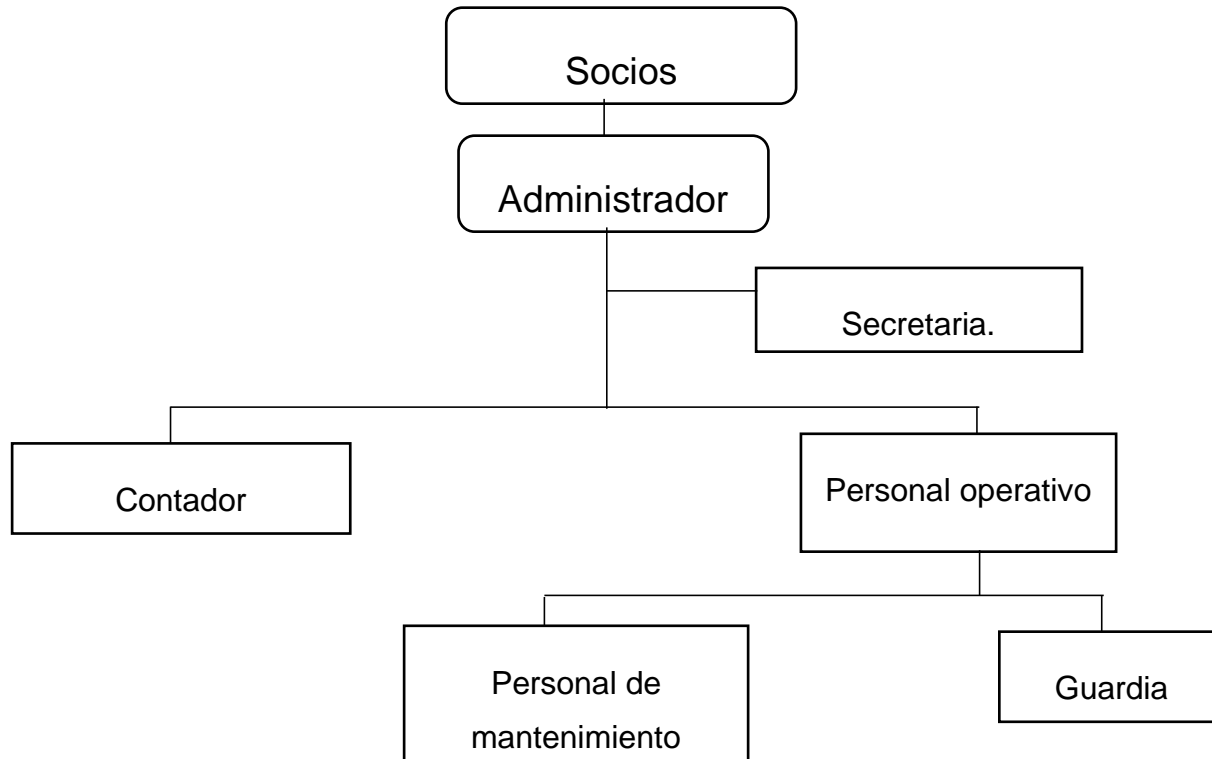 Socios
Administrador
Secretaria.
Contador
Personal operativo
Personal de
mantenimiento
Guardia